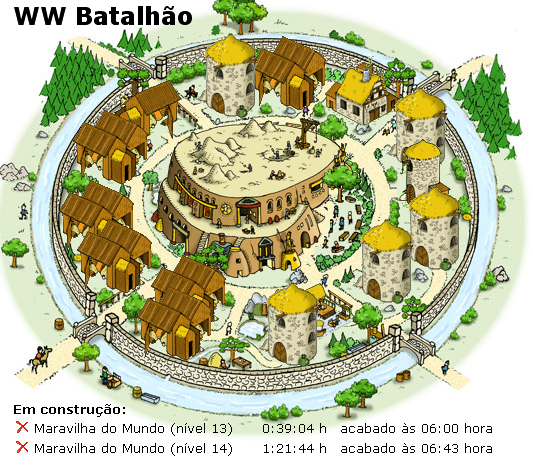 WW Batalhão
Em construção:
Maravilha do Mundo (nível 13) 0:39:04 h acabado às 06:00 hora
Maravilha do Mundo (nível 14) 1:21:44 h acabado às 06:43 hora